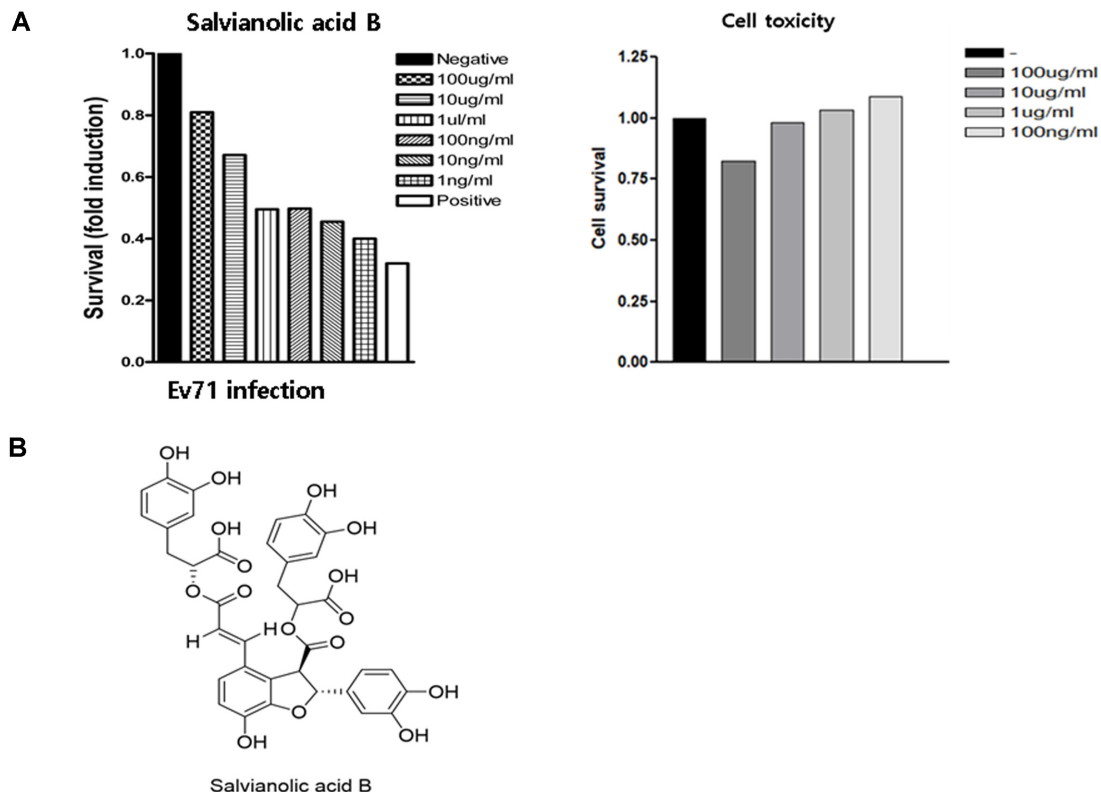 A
Salvianolic acid B
Survival (fold induction)
1.0
0.8
0.6
0.4
0.2
0.0
Negative
100ug/ml
10ug/ml
1ul/ml
100ng/ml
10ng/ml
1ng/ml
Positive
Ev71 infection
Cell toxicity
Cell survival
1.25
1.00
0.75
0.50
0.25
0.00
-
100ug/ml
10ug/ml
1ug/ml
100ng/ml
B
OH
OH
OH
O
O
O
H
H
OH
OH
OH
O
O
O
O
OH
OH
OH
Salvianolic acid B